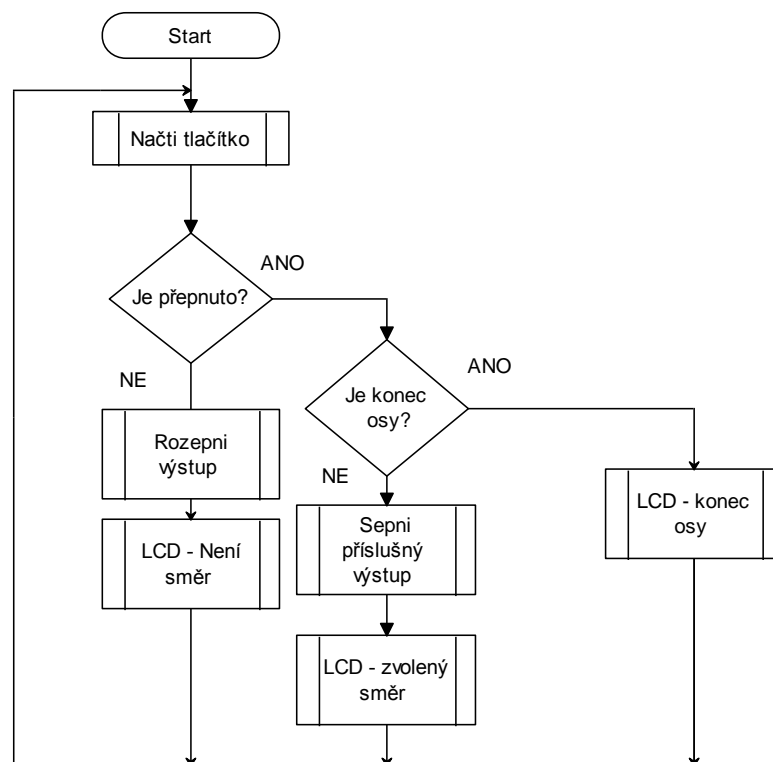 Start
Načti tlačítko
ANO
Je přepnuto?
ANO
NE
Je konec
osy?
Rozepni
výstup
NE
LCD - konec
osy
Sepni
příslušný
výstup
LCD - Není
směr
LCD - zvolený
směr